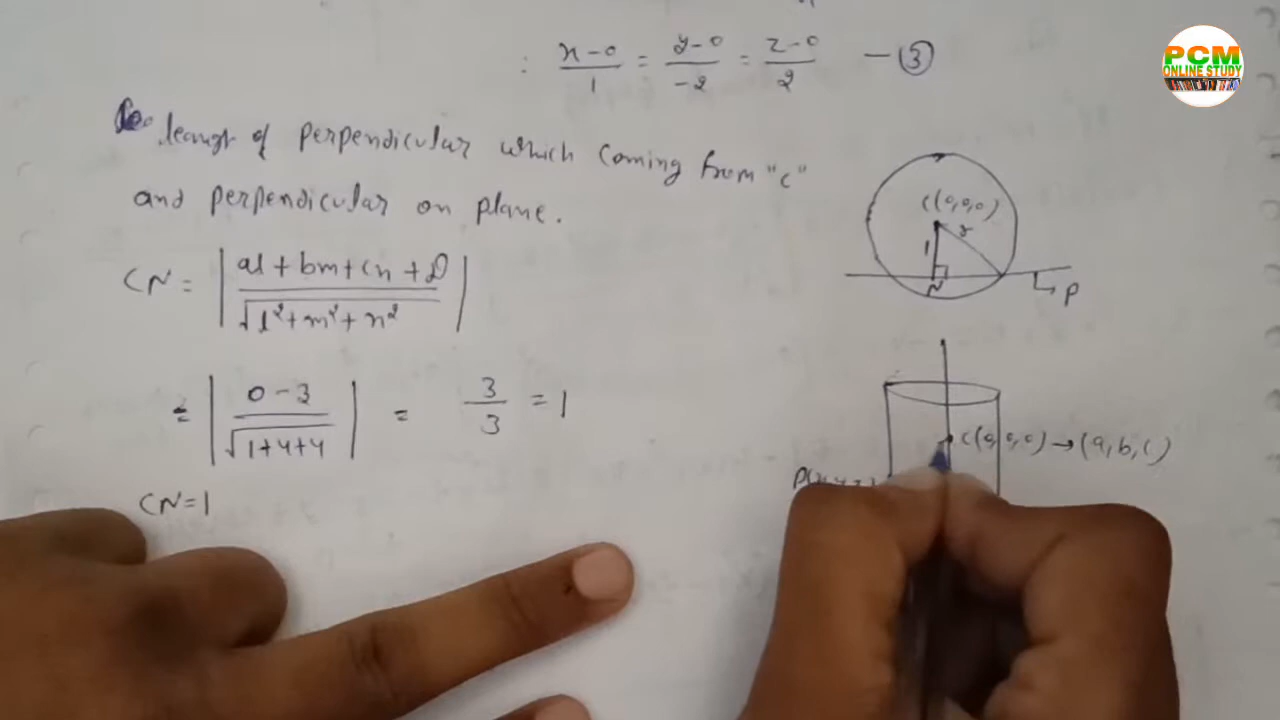 PCM
ONLINE STUDY
: x-0/1 = y-0/-2 = z-0/2 — ③
of perpendicular which coming from "c"
and perpendicular on plane.
CN = | al + bm + cn + D / √l²+m²+n² |
= | 0-3 / √1+4+4 | = 3/3 = 1
CN=1
C(0,0,0)
r
1
N
P
C(0,0,0) → (a,b,c)